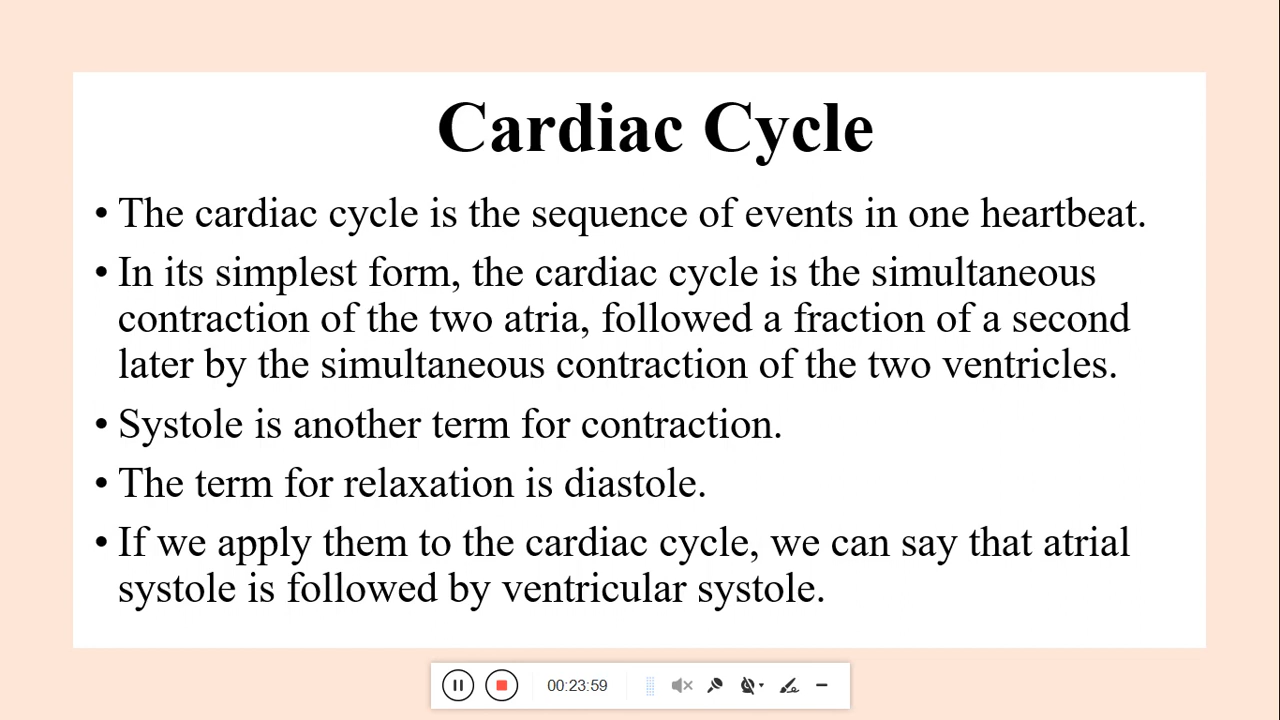 Cardiac Cycle
• The cardiac cycle is the sequence of events in one heartbeat.
• In its simplest form, the cardiac cycle is the simultaneous
contraction of the two atria, followed a fraction of a second
later by the simultaneous contraction of the two ventricles.
• Systole is another term for contraction.
• The term for relaxation is diastole.
• If we apply them to the cardiac cycle, we can say that atrial
systole is followed by ventricular systole.
00:23:59